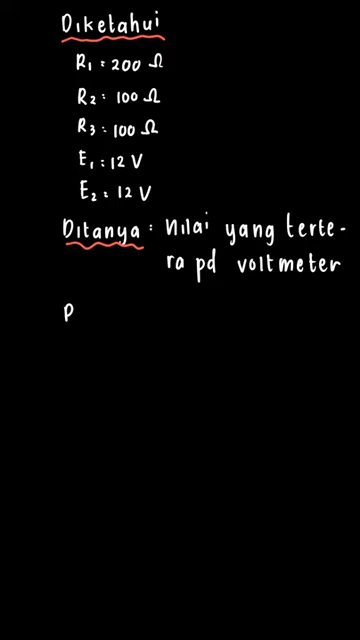 Diketahui
R1 = 200 Ω
R2 = 100 Ω
R3 = 100 Ω
E1 = 12 V
E2 = 12 V
Ditanya : Nilai yang terte-
ra pd voltmeter
P